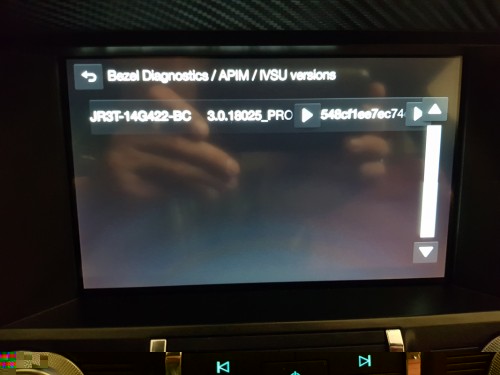 Bezel Diagnostics / APIM / IVSU versions
JR3T-14G422-BC 3.0.18025_PRO 548cf1ee7ec74